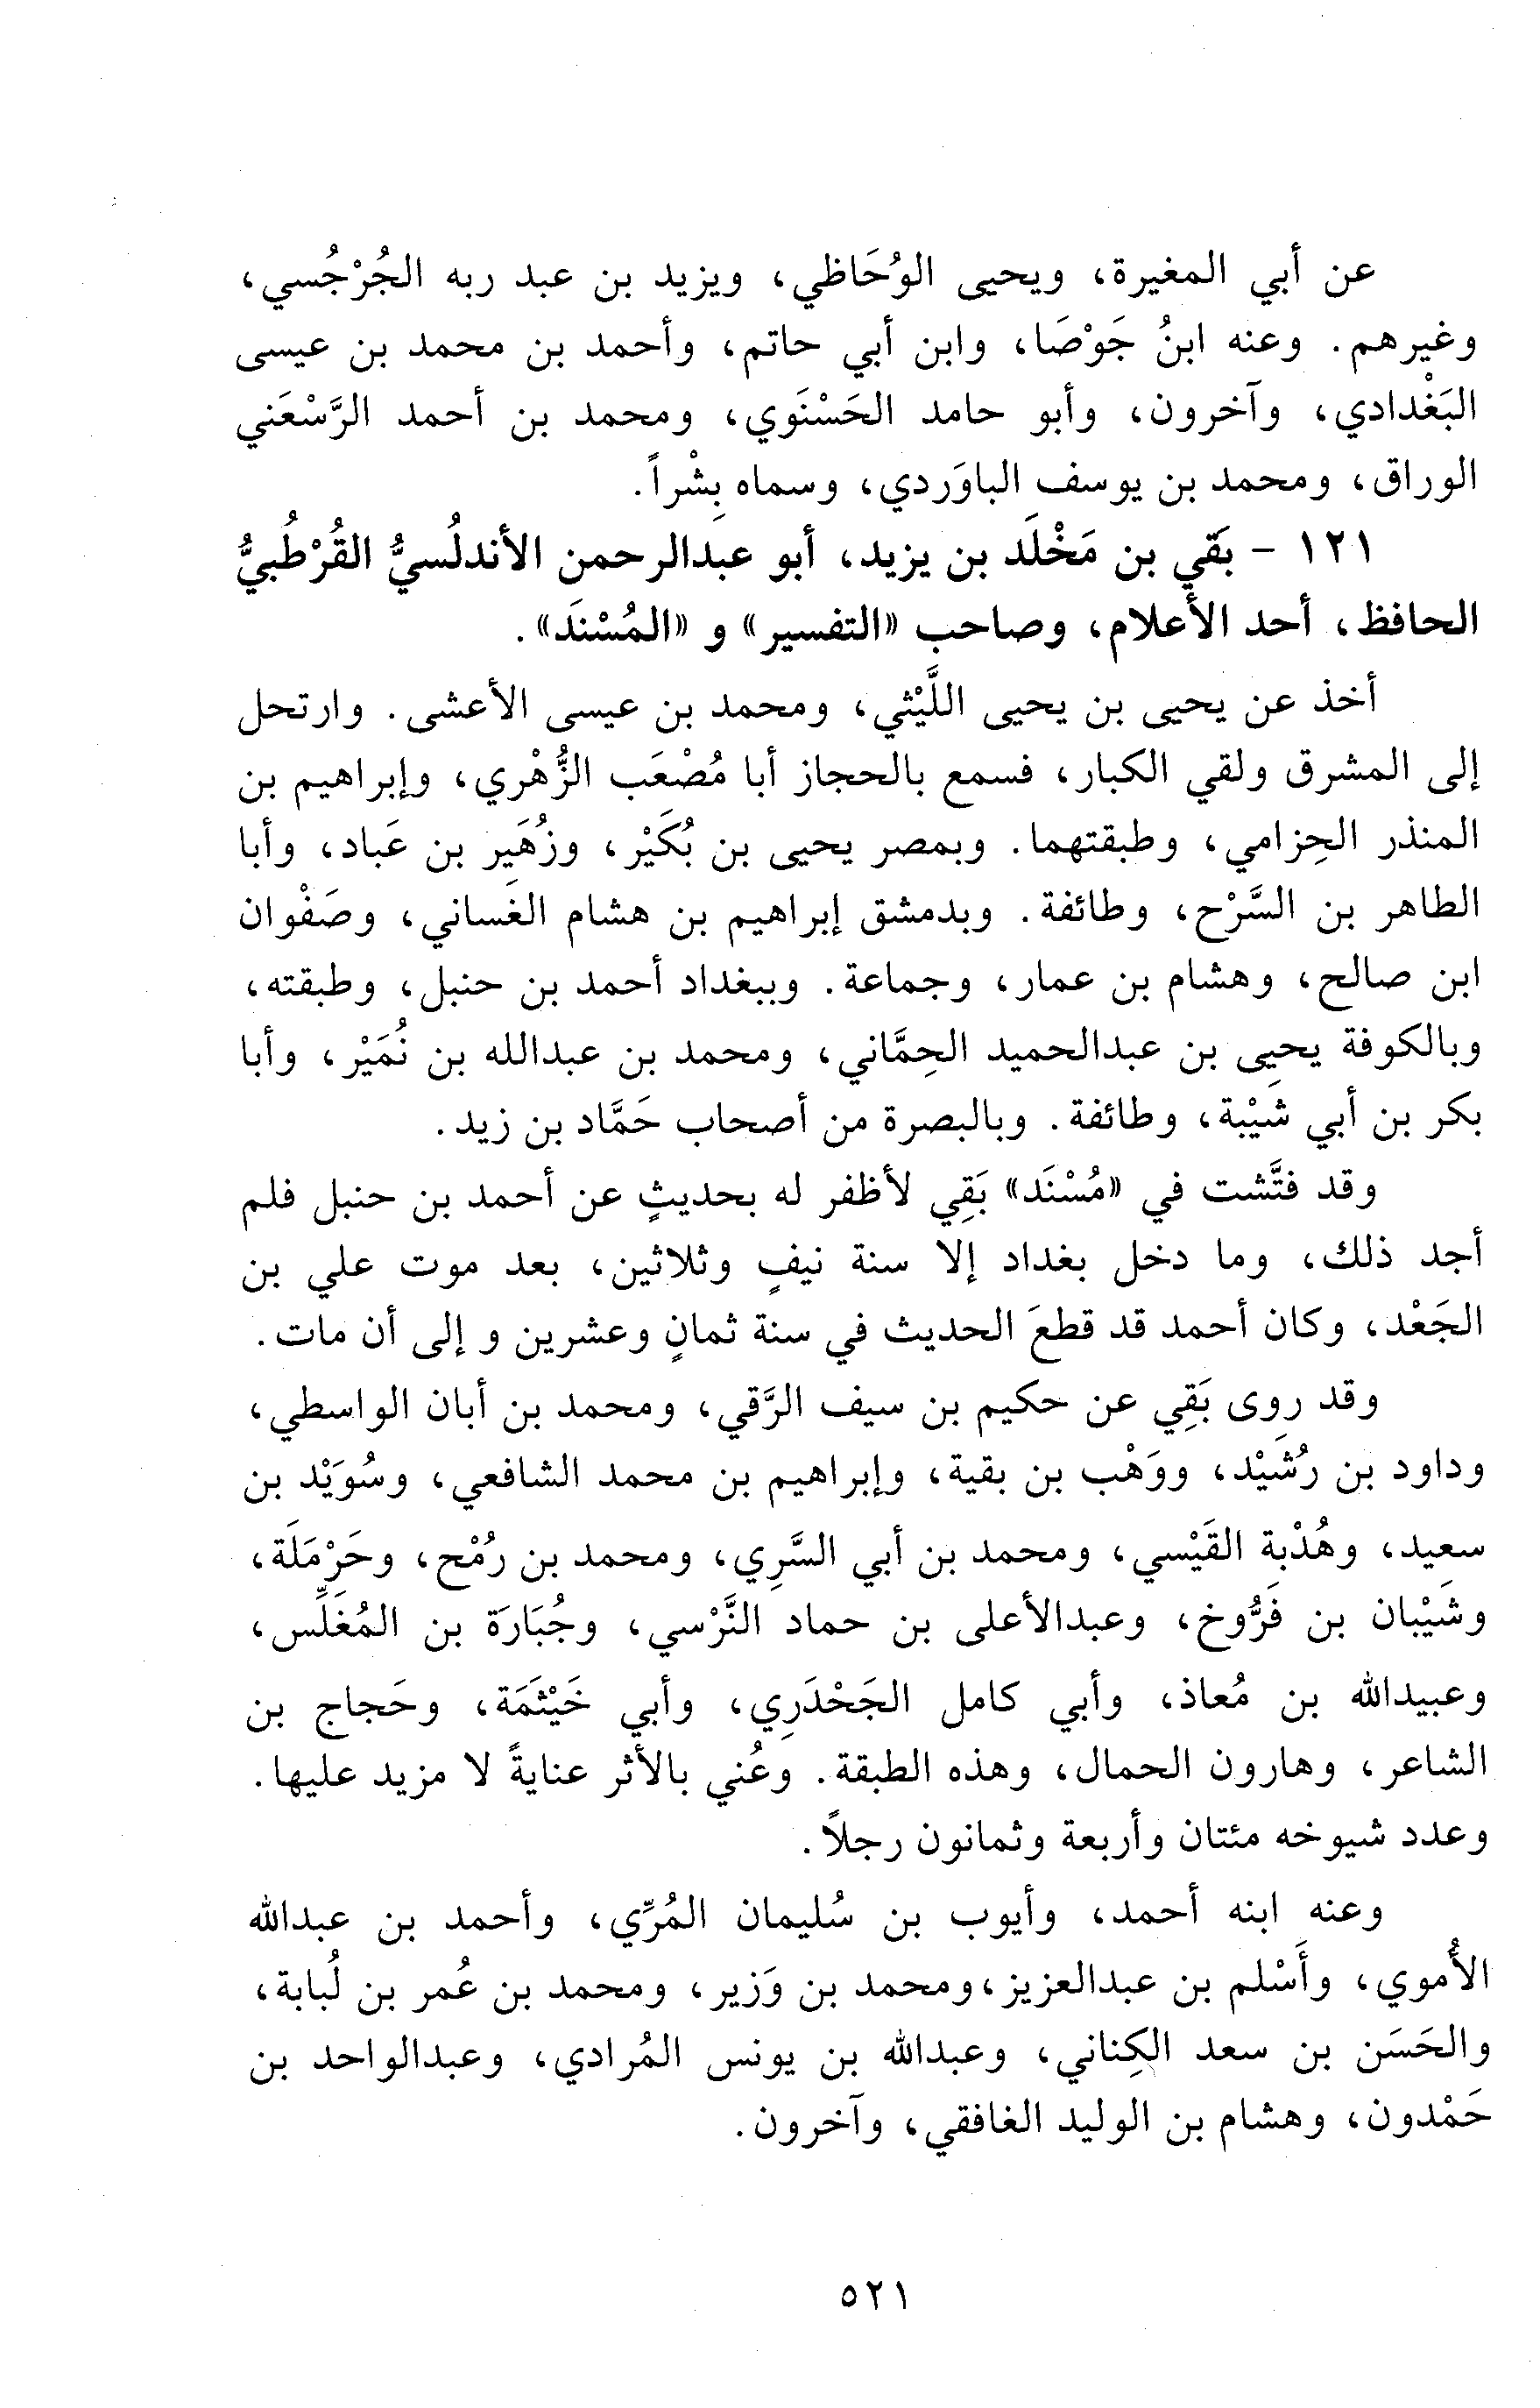 عن أبي المغيرة، ويحيى الوُحَاظي، ويزيد بن عبد ربه الجُرْجُسي،
وغيرهم. وعنه ابنُ جَوْصَا، وابن أبي حاتم، وأحمد بن محمد بن عيسى
البَغْدادي، وآخرون، وأبو حامد الحَسْنَوي، ومحمد بن أحمد الرَّسْعَني
الوراق، ومحمد بن يوسف الباوَردي، وسماه بِشْراً.
١٢١ - بَقي بن مَخْلَد بن يزيد، أبو عبدالرحمن الأندلُسيُّ القُرْطُبيُّ
الحافظ، أحد الأعلام، وصاحب «التفسير» و «المُسْنَد».
أخذ عن يحيى بن يحيى اللَّيْثي، ومحمد بن عيسى الأعشى. وارتحل
إلى المشرق ولقي الكبار، فسمع بالحجاز أبا مُصْعَب الزُّهْري، وإبراهيم بن
المنذر الحِزامي، وطبقتهما. وبمصر يحيى بن بُكَيْر، وزُهَير بن عَباد، وأبا
الطاهر بن السَّرْح، وطائفة. وبدمشق إبراهيم بن هشام الغَساني، وصَفْوان
ابن صالح، وهشام بن عمار، وجماعة. وببغداد أحمد بن حنبل، وطبقته،
وبالكوفة يحيى بن عبدالحميد الحِمَّاني، ومحمد بن عبدالله بن نُمَيْر، وأبا
بكر بن أبي شَيْبة، وطائفة. وبالبصرة من أصحاب حَمَّاد بن زيد.
وقد فتَّشت في «مُسْنَد» بَقِي لأظفر له بحديثٍ عن أحمد بن حنبل فلم
أجد ذلك، وما دخل بغداد إلا سنة نيفٍ وثلاثين، بعد موت علي بن
الجَعْد، وكان أحمد قد قطعَ الحديث في سنة ثمانٍ وعشرين و إلى أن مات.
وقد روى بَقِي عن حكيم بن سيف الرَّقي، ومحمد بن أبان الواسطي،
وداود بن رُشَيْد، ووَهْب بن بقية، وإبراهيم بن محمد الشافعي، وسُوَيْد بن
سعيد، وهُدْبة القَيْسي، ومحمد بن أبي السَّرِي، ومحمد بن رُمْح، وحَرْمَلَة،
وشَيْبان بن فَرُّوخ، وعبدالأعلى بن حماد النَّرْسي، وجُبَارَة بن المُغَلِّس،
وعبيدالله بن مُعاذ، وأبي كامل الجَحْدَرِي، وأبي خَيْثَمَة، وحَجاج بن
الشاعر، وهارون الحمال، وهذه الطبقة. وعُني بالأثر عنايةً لا مزيد عليها.
وعدد شيوخه مئتان وأربعة وثمانون رجلاً.
وعنه ابنه أحمد، وأيوب بن سُليمان المُرِّي، وأحمد بن عبدالله
الأُموي، وأَسْلم بن عبدالعزيز، ومحمد بن وَزير، ومحمد بن عُمر بن لُبابة،
والحَسَن بن سعد الكِناني، وعبدالله بن يونس المُرادي، وعبدالواحد بن
حَمْدون، وهشام بن الوليد الغافقي، وآخرون.
٥٢١